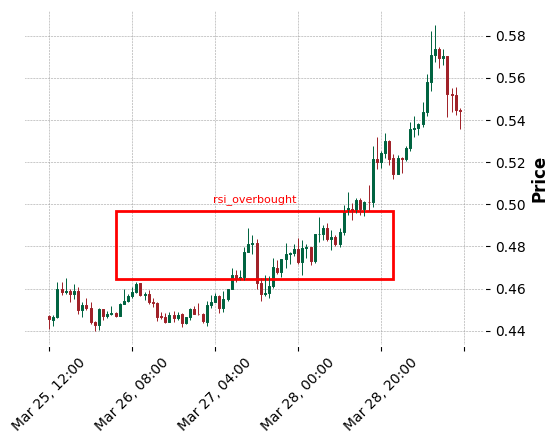 0.58
0.56
0.54
0.52
0.50
0.48
0.46
0.44
Price
rsi_overbought
Mar 25, 12:00
Mar 26, 08:00
Mar 27, 04:00
Mar 28, 00:00
Mar 28, 20:00